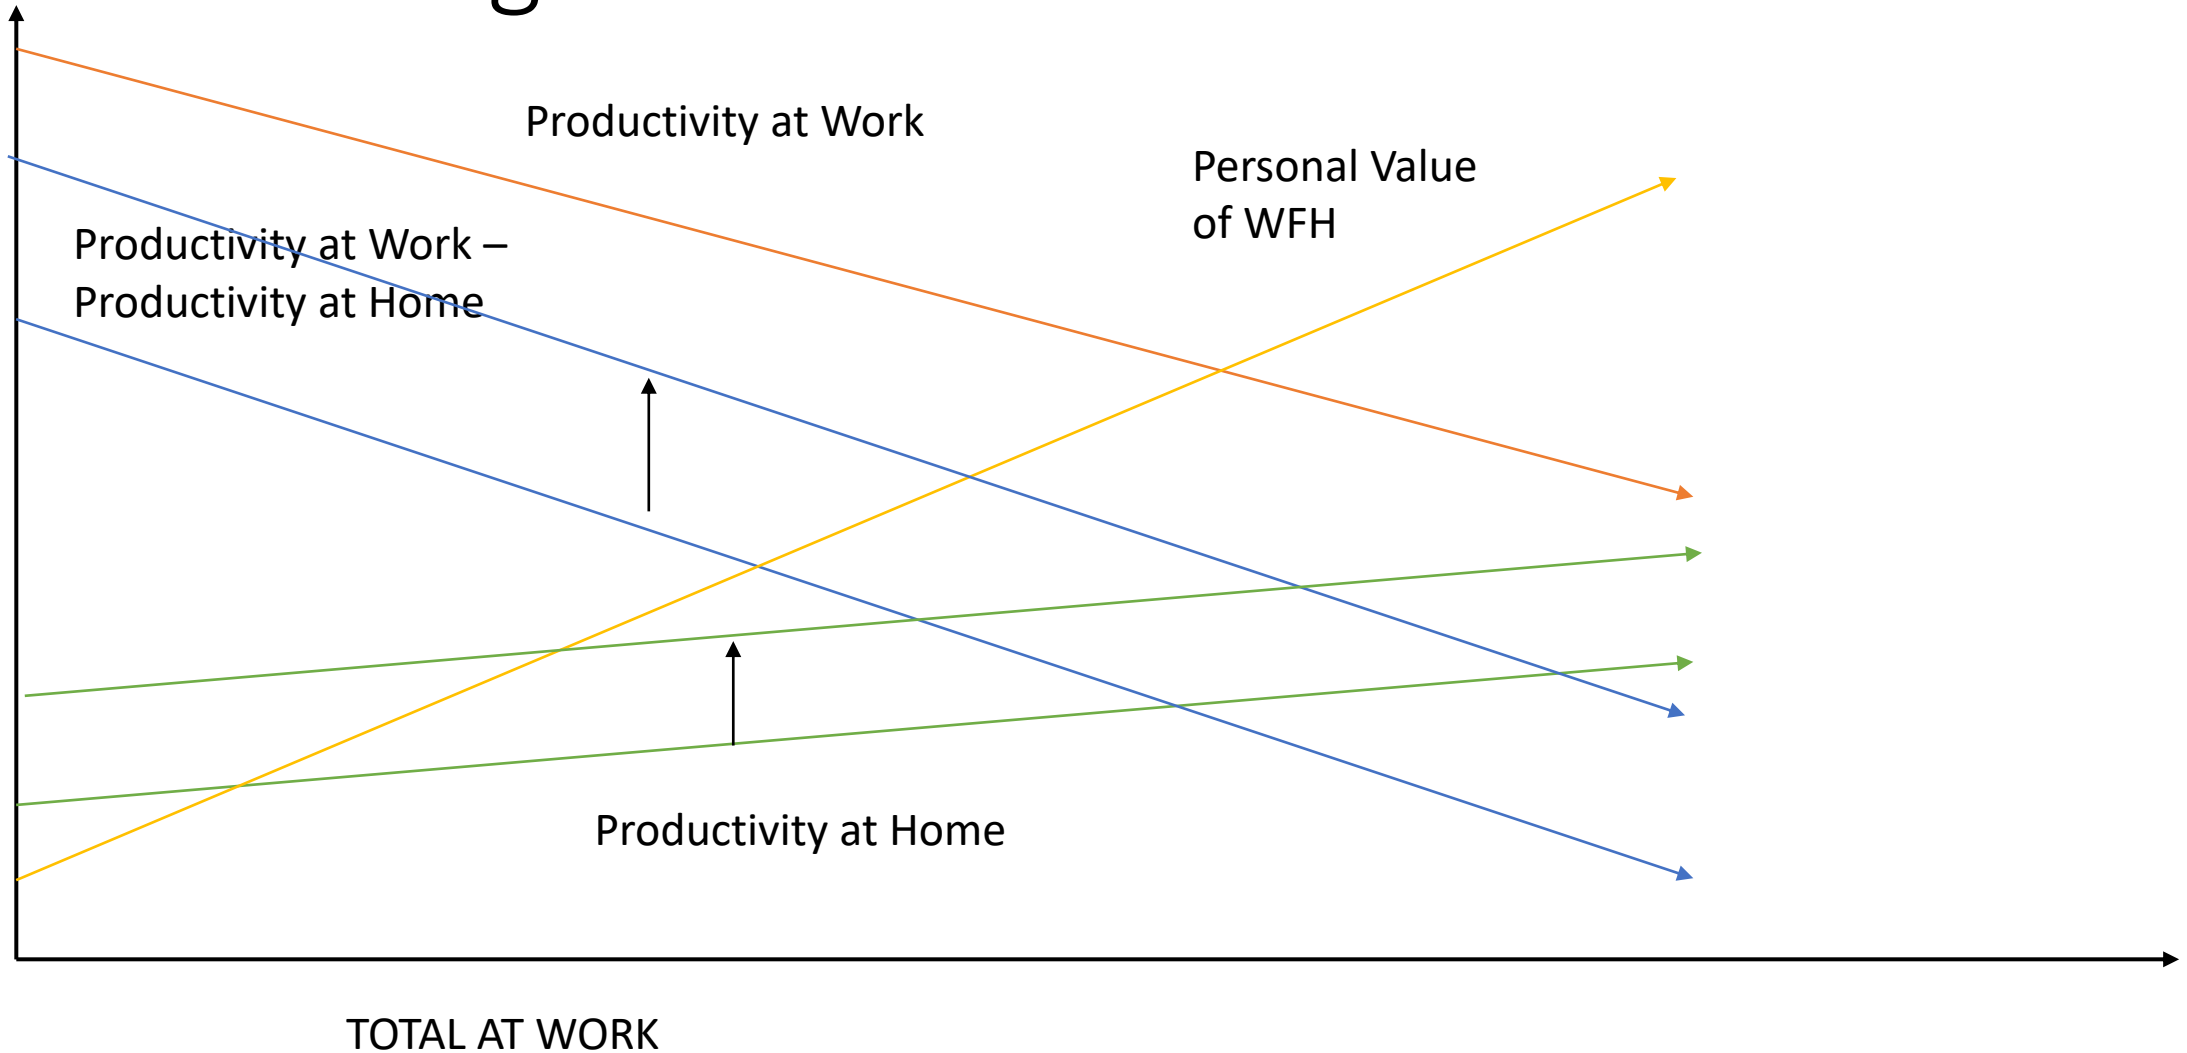 Productivity at Work
Personal Value
of WFH
Productivity at Work –
Productivity at Home
Productivity at Home
TOTAL AT WORK